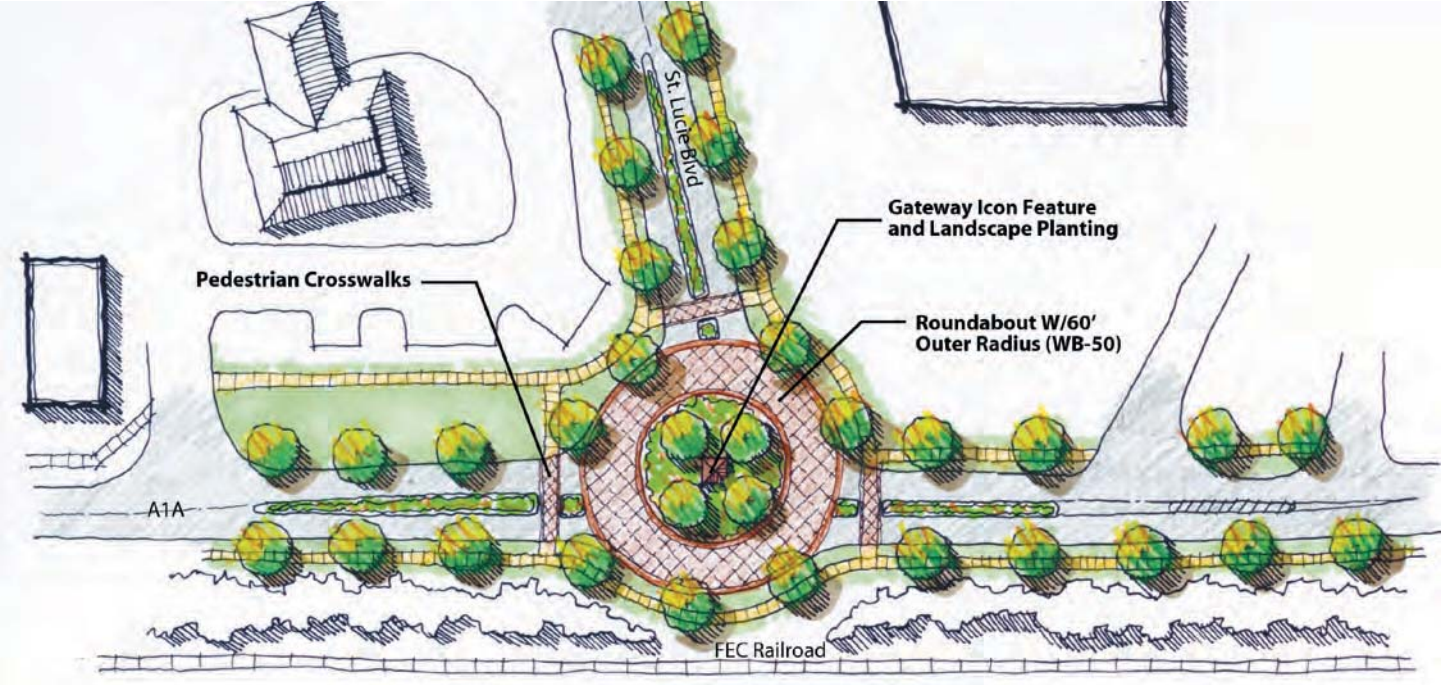 St. Lucie Blvd
Gateway Icon Feature
and Landscape Planting
Pedestrian Crosswalks
Roundabout W/60'
Outer Radius (WB-50)
A1A
FEC Railroad